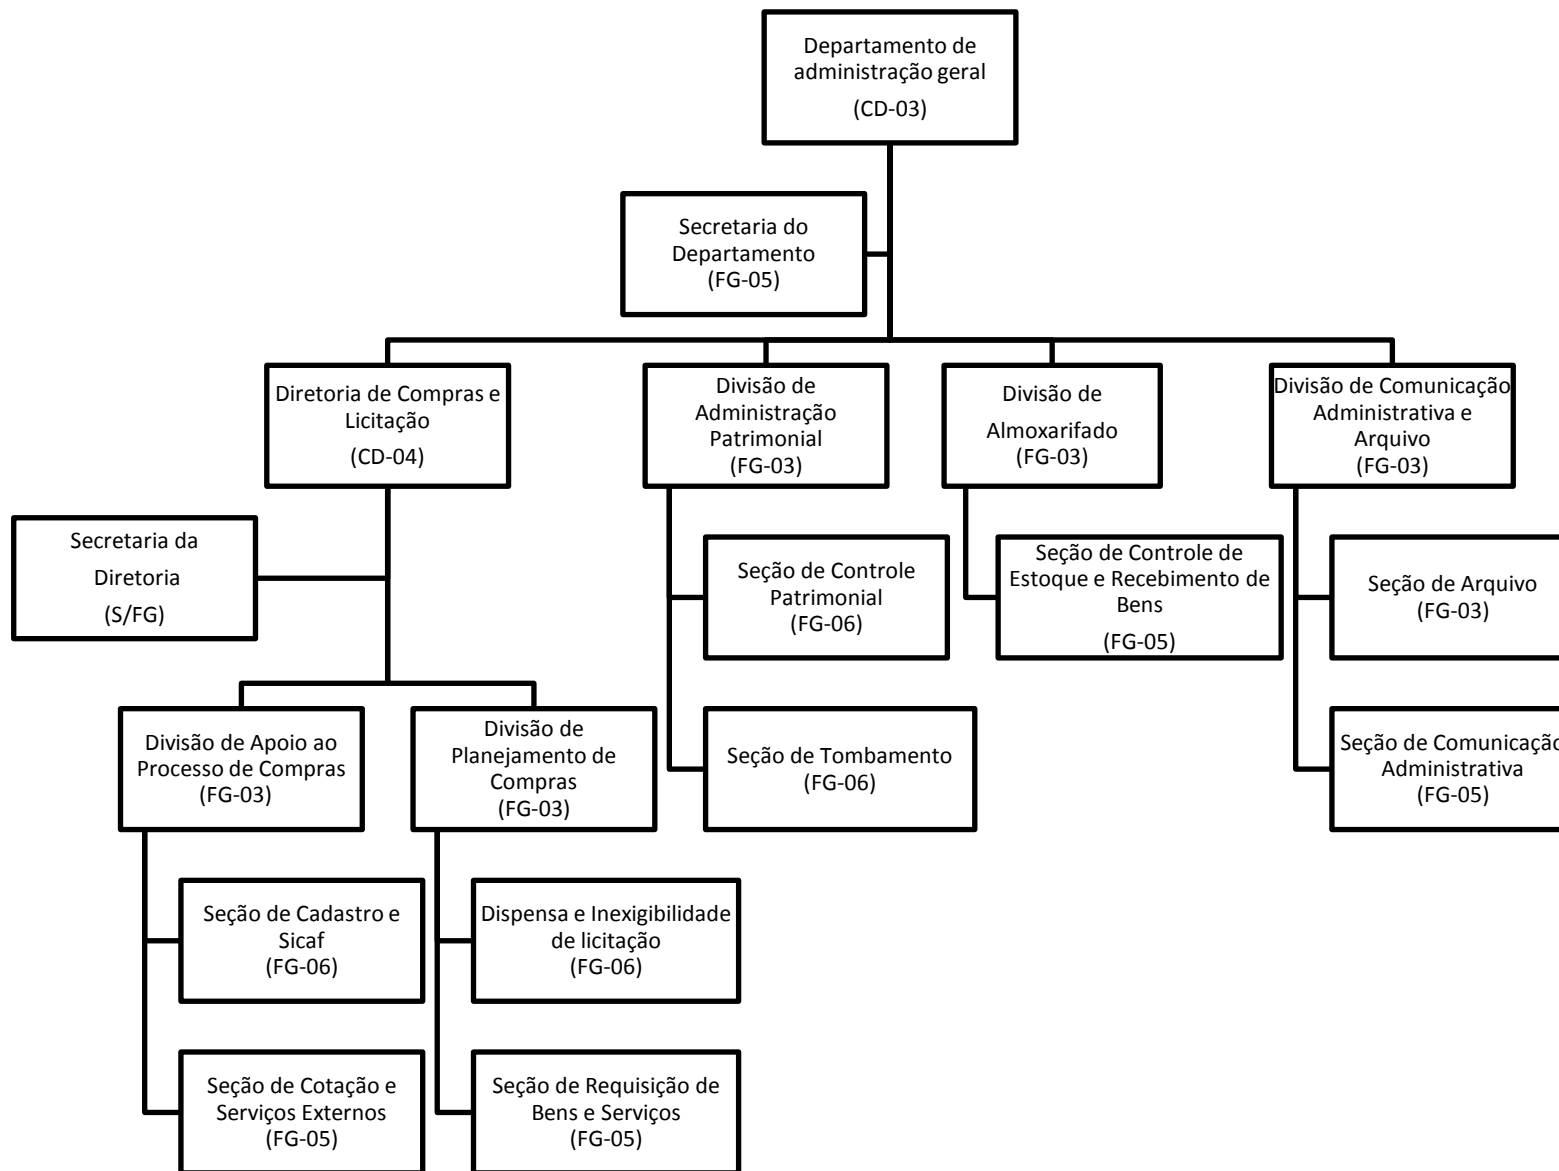 Departamento de
administração geral
(CD-03)
Secretaria do
Departamento
(FG-05)
Diretoria de Compras e
Licitação
(CD-04)
Divisão de
Administração
Patrimonial
(FG-03)
Divisão de
Almoxarifado
(FG-03)
Divisão de Comunicação
Administrativa e
Arquivo
(FG-03)
Secretaria da
Diretoria
(S/FG)
Seção de Controle
Patrimonial
(FG-06)
Seção de Controle de
Estoque e Recebimento de
Bens
(FG-05)
Seção de Arquivo
(FG-03)
Divisão de Apoio ao
Processo de Compras
(FG-03)
Divisão de
Planejamento de
Compras
(FG-03)
Seção de Tombamento
(FG-06)
Seção de Comunicação
Administrativa
(FG-05)
Seção de Cadastro e
Sicaf
(FG-06)
Dispensa e Inexigibilidade
de licitação
(FG-06)
Seção de Cotação e
Serviços Externos
(FG-05)
Seção de Requisição de
Bens e Serviços
(FG-05)